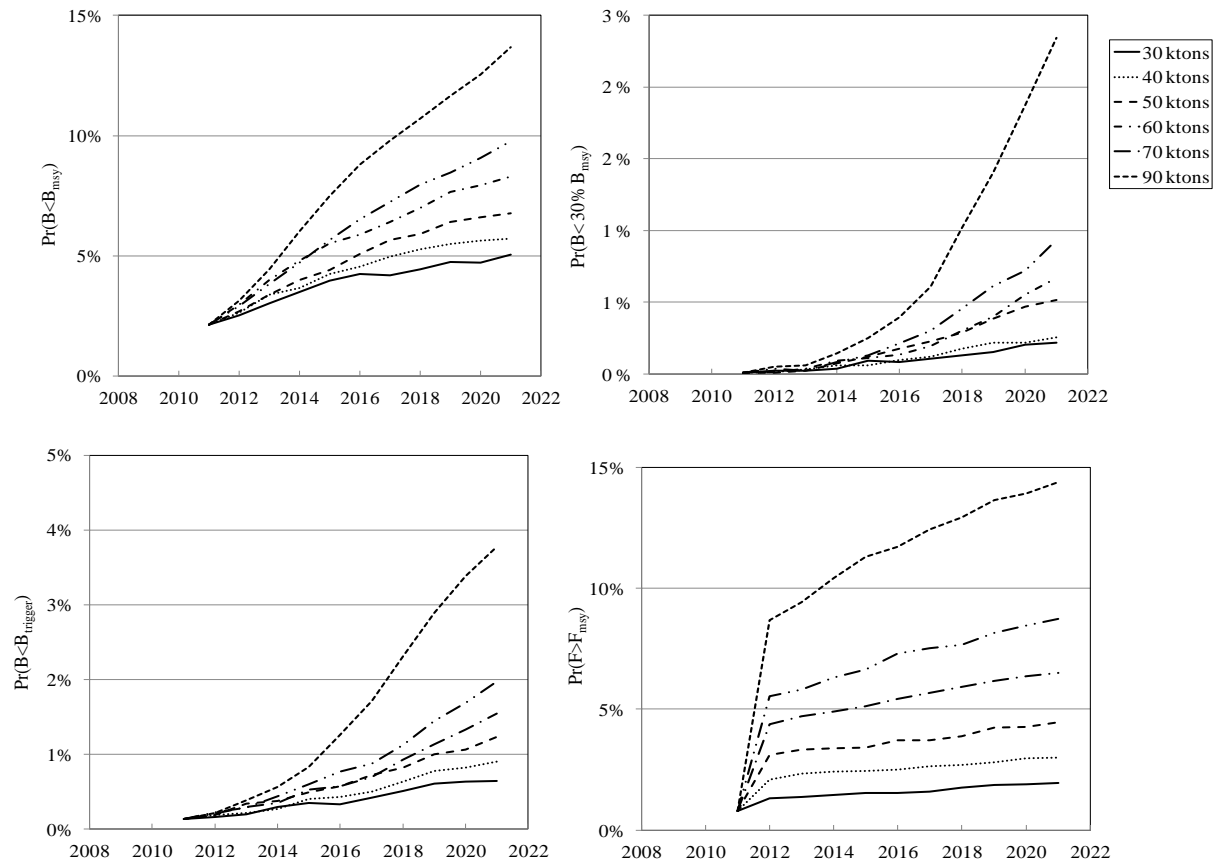 15%
10%
5%
0%
Pr(B<Bmsy)
2008 2010 2012 2014 2016 2018 2020 2022
3 %
2 %
2 %
1 %
1 %
0 %
Pr(B<30% Bmsy)
2008 2010 2012 2014 2016 2018 2020 2022
30 ktons
40 ktons
50 ktons
60 ktons
70 ktons
90 ktons
5%
4%
3%
2%
1%
0%
Pr(B<Btrigger)
2008 2010 2012 2014 2016 2018 2020 2022
15%
10%
5%
0%
Pr(F>Fmsy)
2008 2010 2012 2014 2016 2018 2020 2022